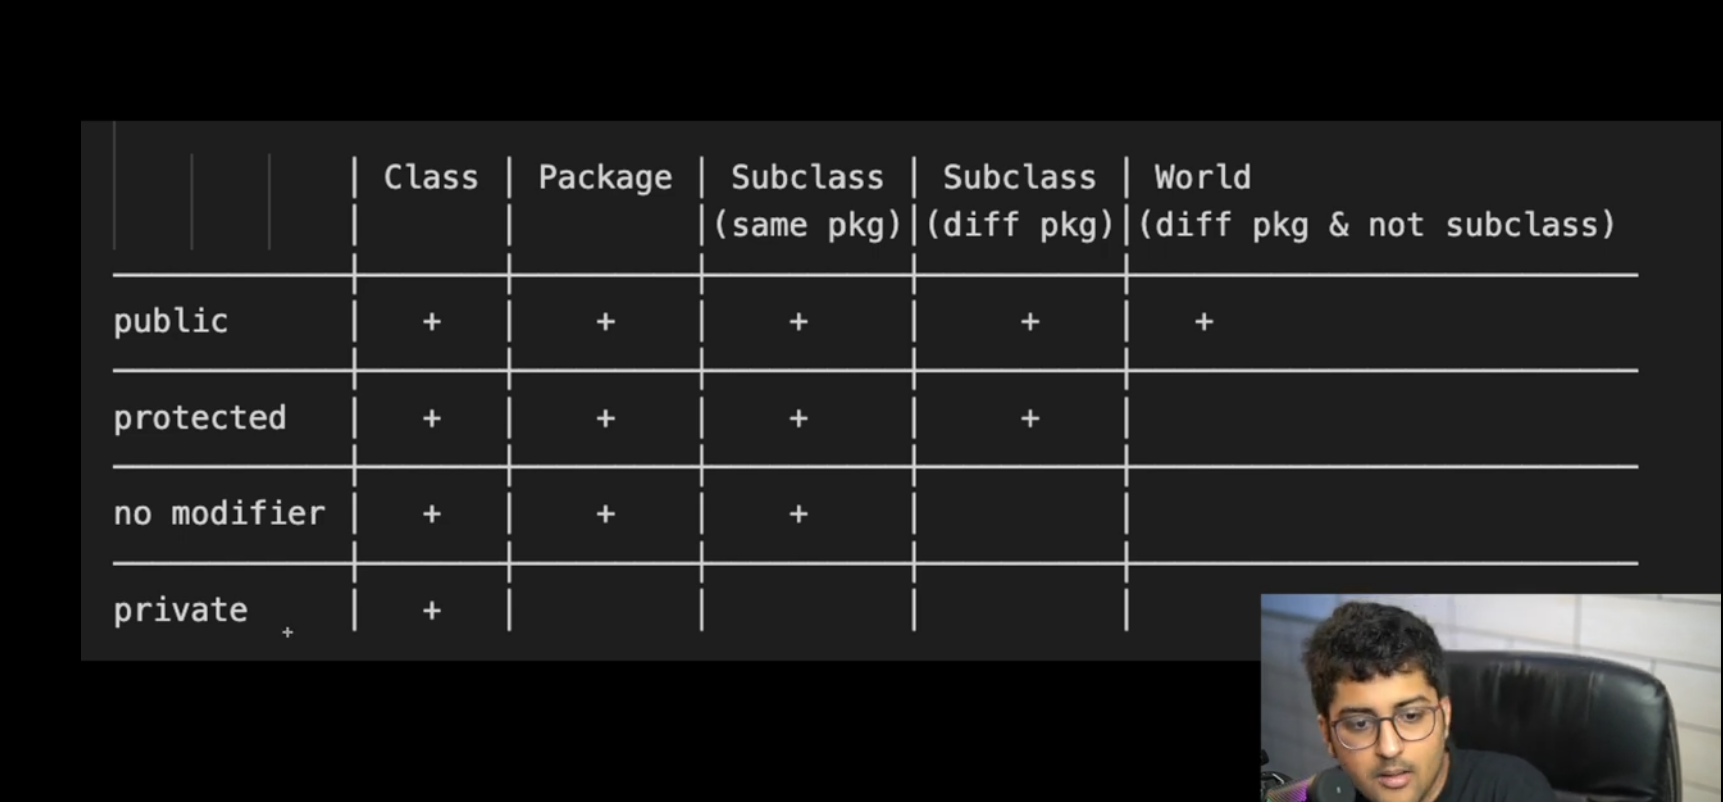 | Class | Package | Subclass | Subclass | World
| | |(same pkg)|(diff pkg)|(diff pkg & not subclass)
public | + | + | + | + | +
protected | + | + | + | + |
no modifier | + | + | + | |
private | + | | | |